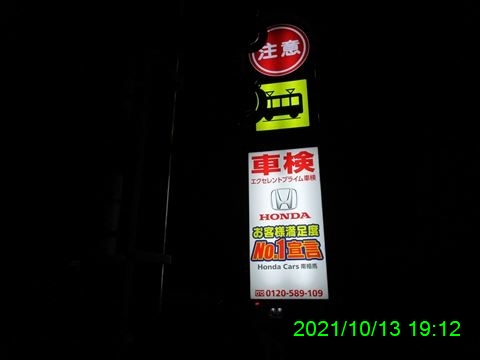 注意
車検
エクセレントプライム車検
HONDA
お客様満足度
No.1宣言
Honda Cars 南相馬
0120-589-109
2021/10/13 19:12